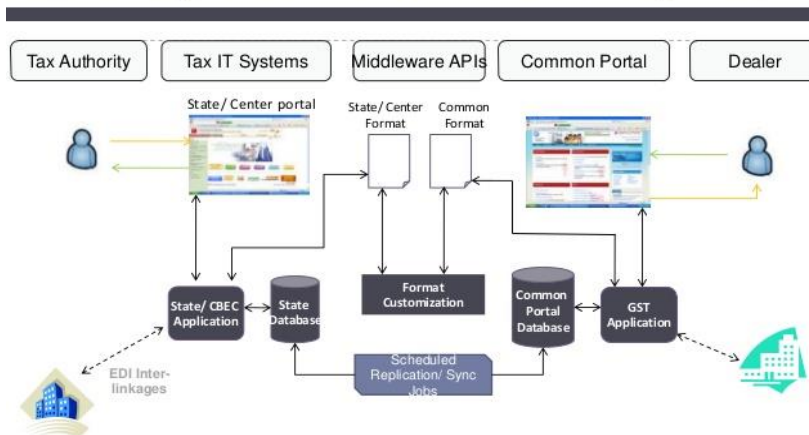 Tax Authority
Tax IT Systems
Middleware APIs
Common Portal
Dealer
State/ Center portal
State/ Center
Format
Common
Format
State/ CBEC
Application
State
Database
Format
Customization
Common
Portal
Database
GST
Application
EDI Inter-
linkages
Scheduled
Replication/ Sync
Jobs